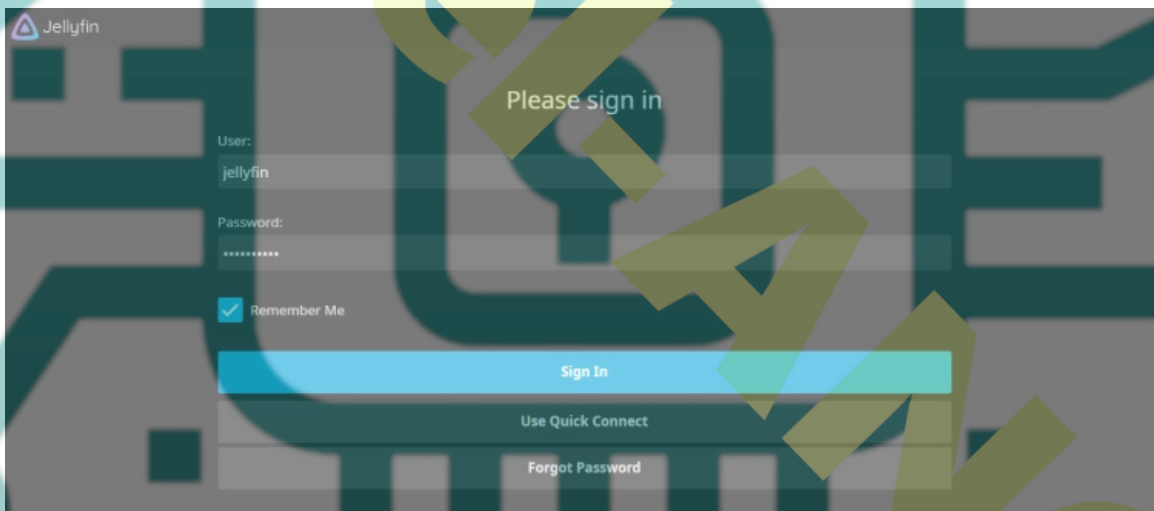 Jellyfin
Please sign in
User:
jellyfin
Password:
••••••••••
Remember Me
Sign In
Use Quick Connect
Forgot Password